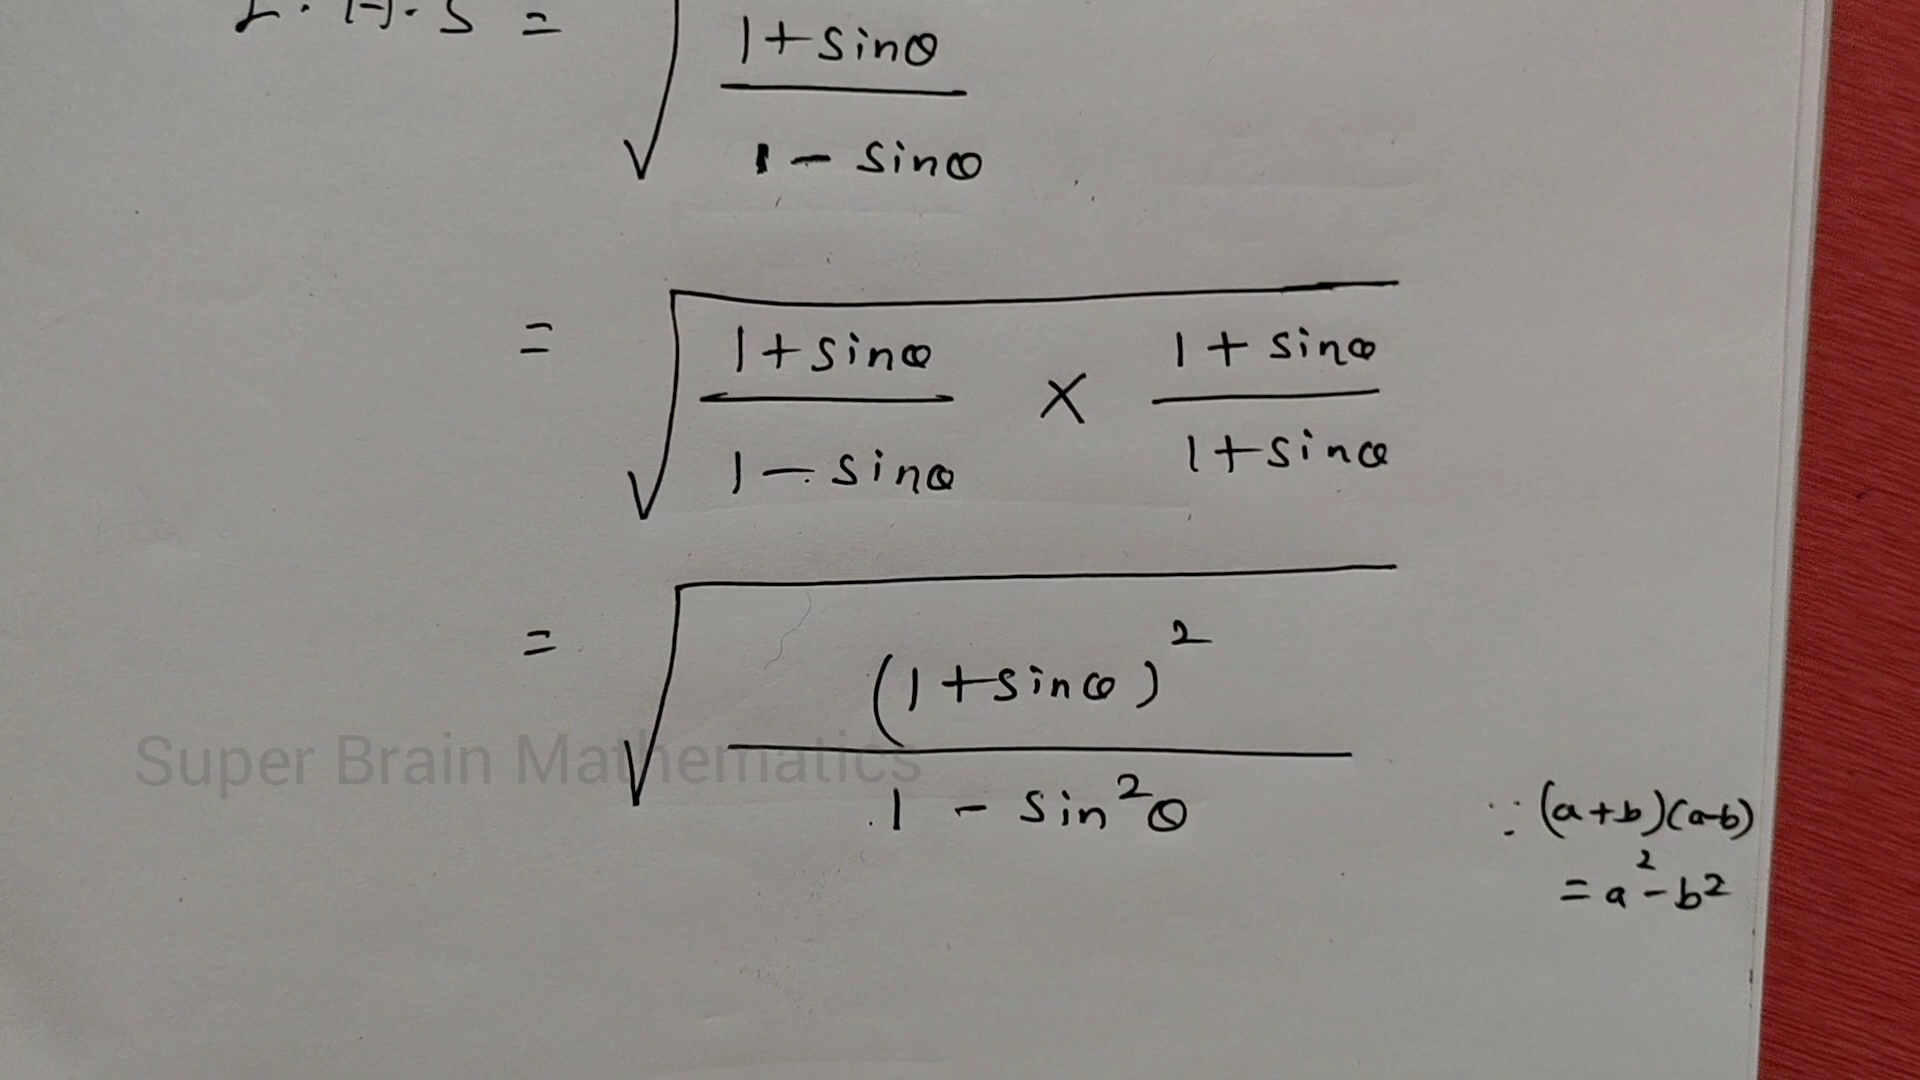 L.H.S = √ 1+sinθ
1 - sinθ
= √ 1+sinθ × 1+sinθ
1-sinθ 1+sinθ
= √ (1+sinθ)²
Super Brain Mathematics
1 - sin²θ ∵ (a+b)(a-b)
= a²-b²